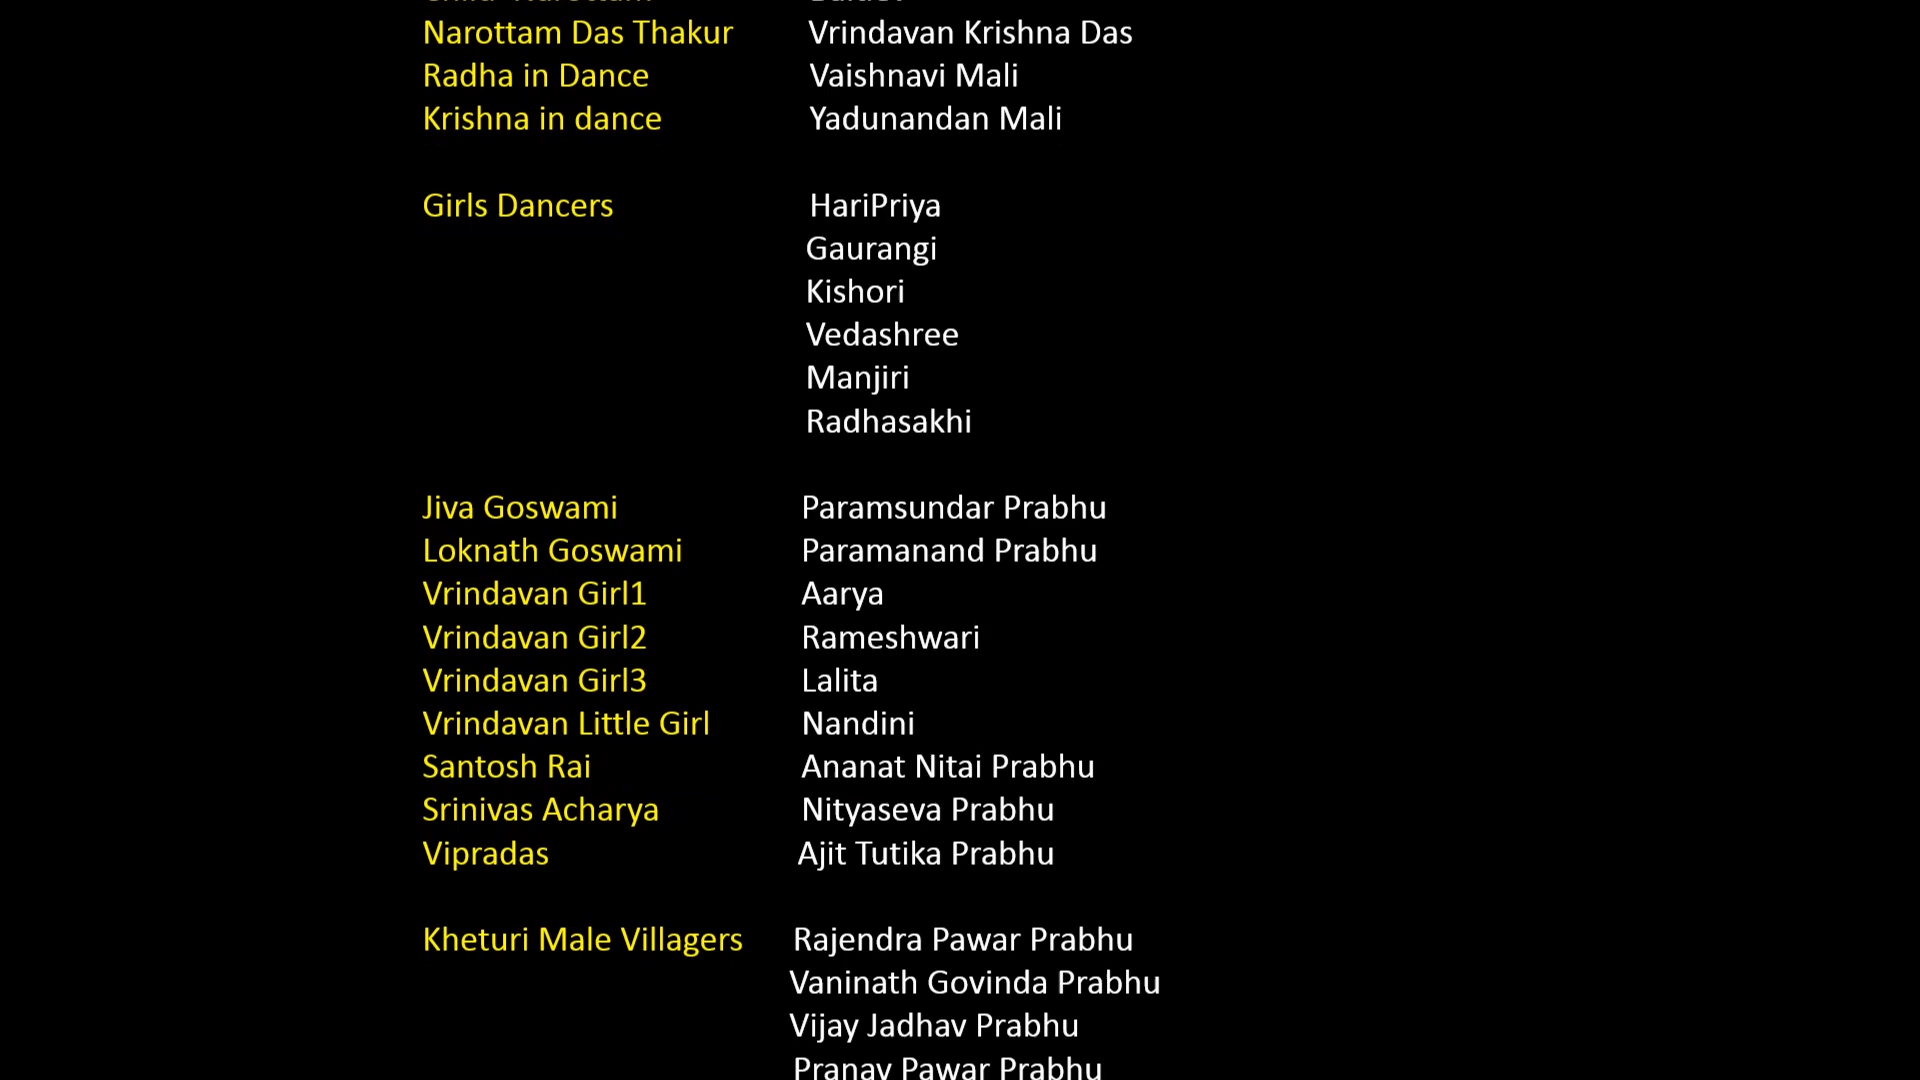 Narottam Das Thakur Vrindavan Krishna Das
Radha in Dance Vaishnavi Mali
Krishna in dance Yadunandan Mali
Girls Dancers HariPriya
Gaurangi
Kishori
Vedashree
Manjiri
Radhasakhi
Jiva Goswami Paramsundar Prabhu
Loknath Goswami Paramanand Prabhu
Vrindavan Girl1 Aarya
Vrindavan Girl2 Rameshwari
Vrindavan Girl3 Lalita
Vrindavan Little Girl Nandini
Santosh Rai Ananat Nitai Prabhu
Srinivas Acharya Nityaseva Prabhu
Vipradas Ajit Tutika Prabhu
Kheturi Male Villagers Rajendra Pawar Prabhu
Vaninath Govinda Prabhu
Vijay Jadhav Prabhu
Pranav Pawar Prabhu